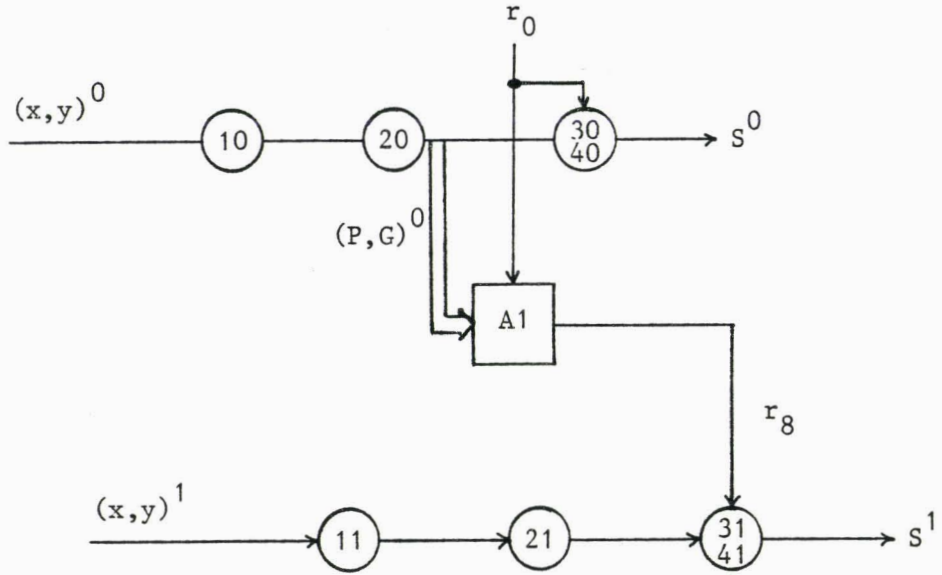 r₀
(x,y)⁰
10
20
30
40
S⁰
(P,G)⁰
A1
r₈
(x,y)¹
11
21
31
41
S¹